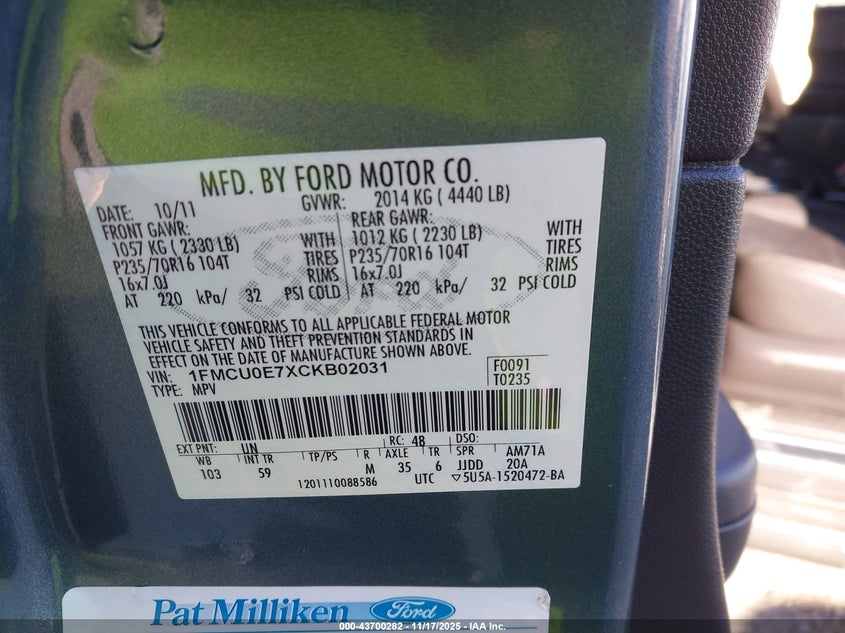 MFD. BY FORD MOTOR CO.
DATE: 10/11 GVWR: 2014 KG ( 4440 LB)
FRONT GAWR: REAR GAWR:
1057 KG ( 2330 LB) WITH 1012 KG ( 2230 LB) WITH
P235/70R16 104T TIRES P235/70R16 104T TIRES
16x7.0J RIMS 16x7.0J RIMS
AT 220 kPa/ 32 PSI COLD AT 220 kPa/ 32 PSI COLD
THIS VEHICLE CONFORMS TO ALL APPLICABLE FEDERAL MOTOR
VEHICLE SAFETY AND THEFT PREVENTION STANDARDS IN
EFFECT ON THE DATE OF MANUFACTURE SHOWN ABOVE.
VIN: 1FMCU0E7XCKB02031 F0091
TYPE: MPV T0235
EXT PNT: UN RC: 48 DSO:
WB INT TR TP/PS R AXLE TR SPR AM71A
103 59 M 35 6 JJDD 20A
1201110088586 UTC ▽5U5A-1520472-BA
Pat Milliken Ford
000-43700282 - 11/17/2025 - IAA Inc.